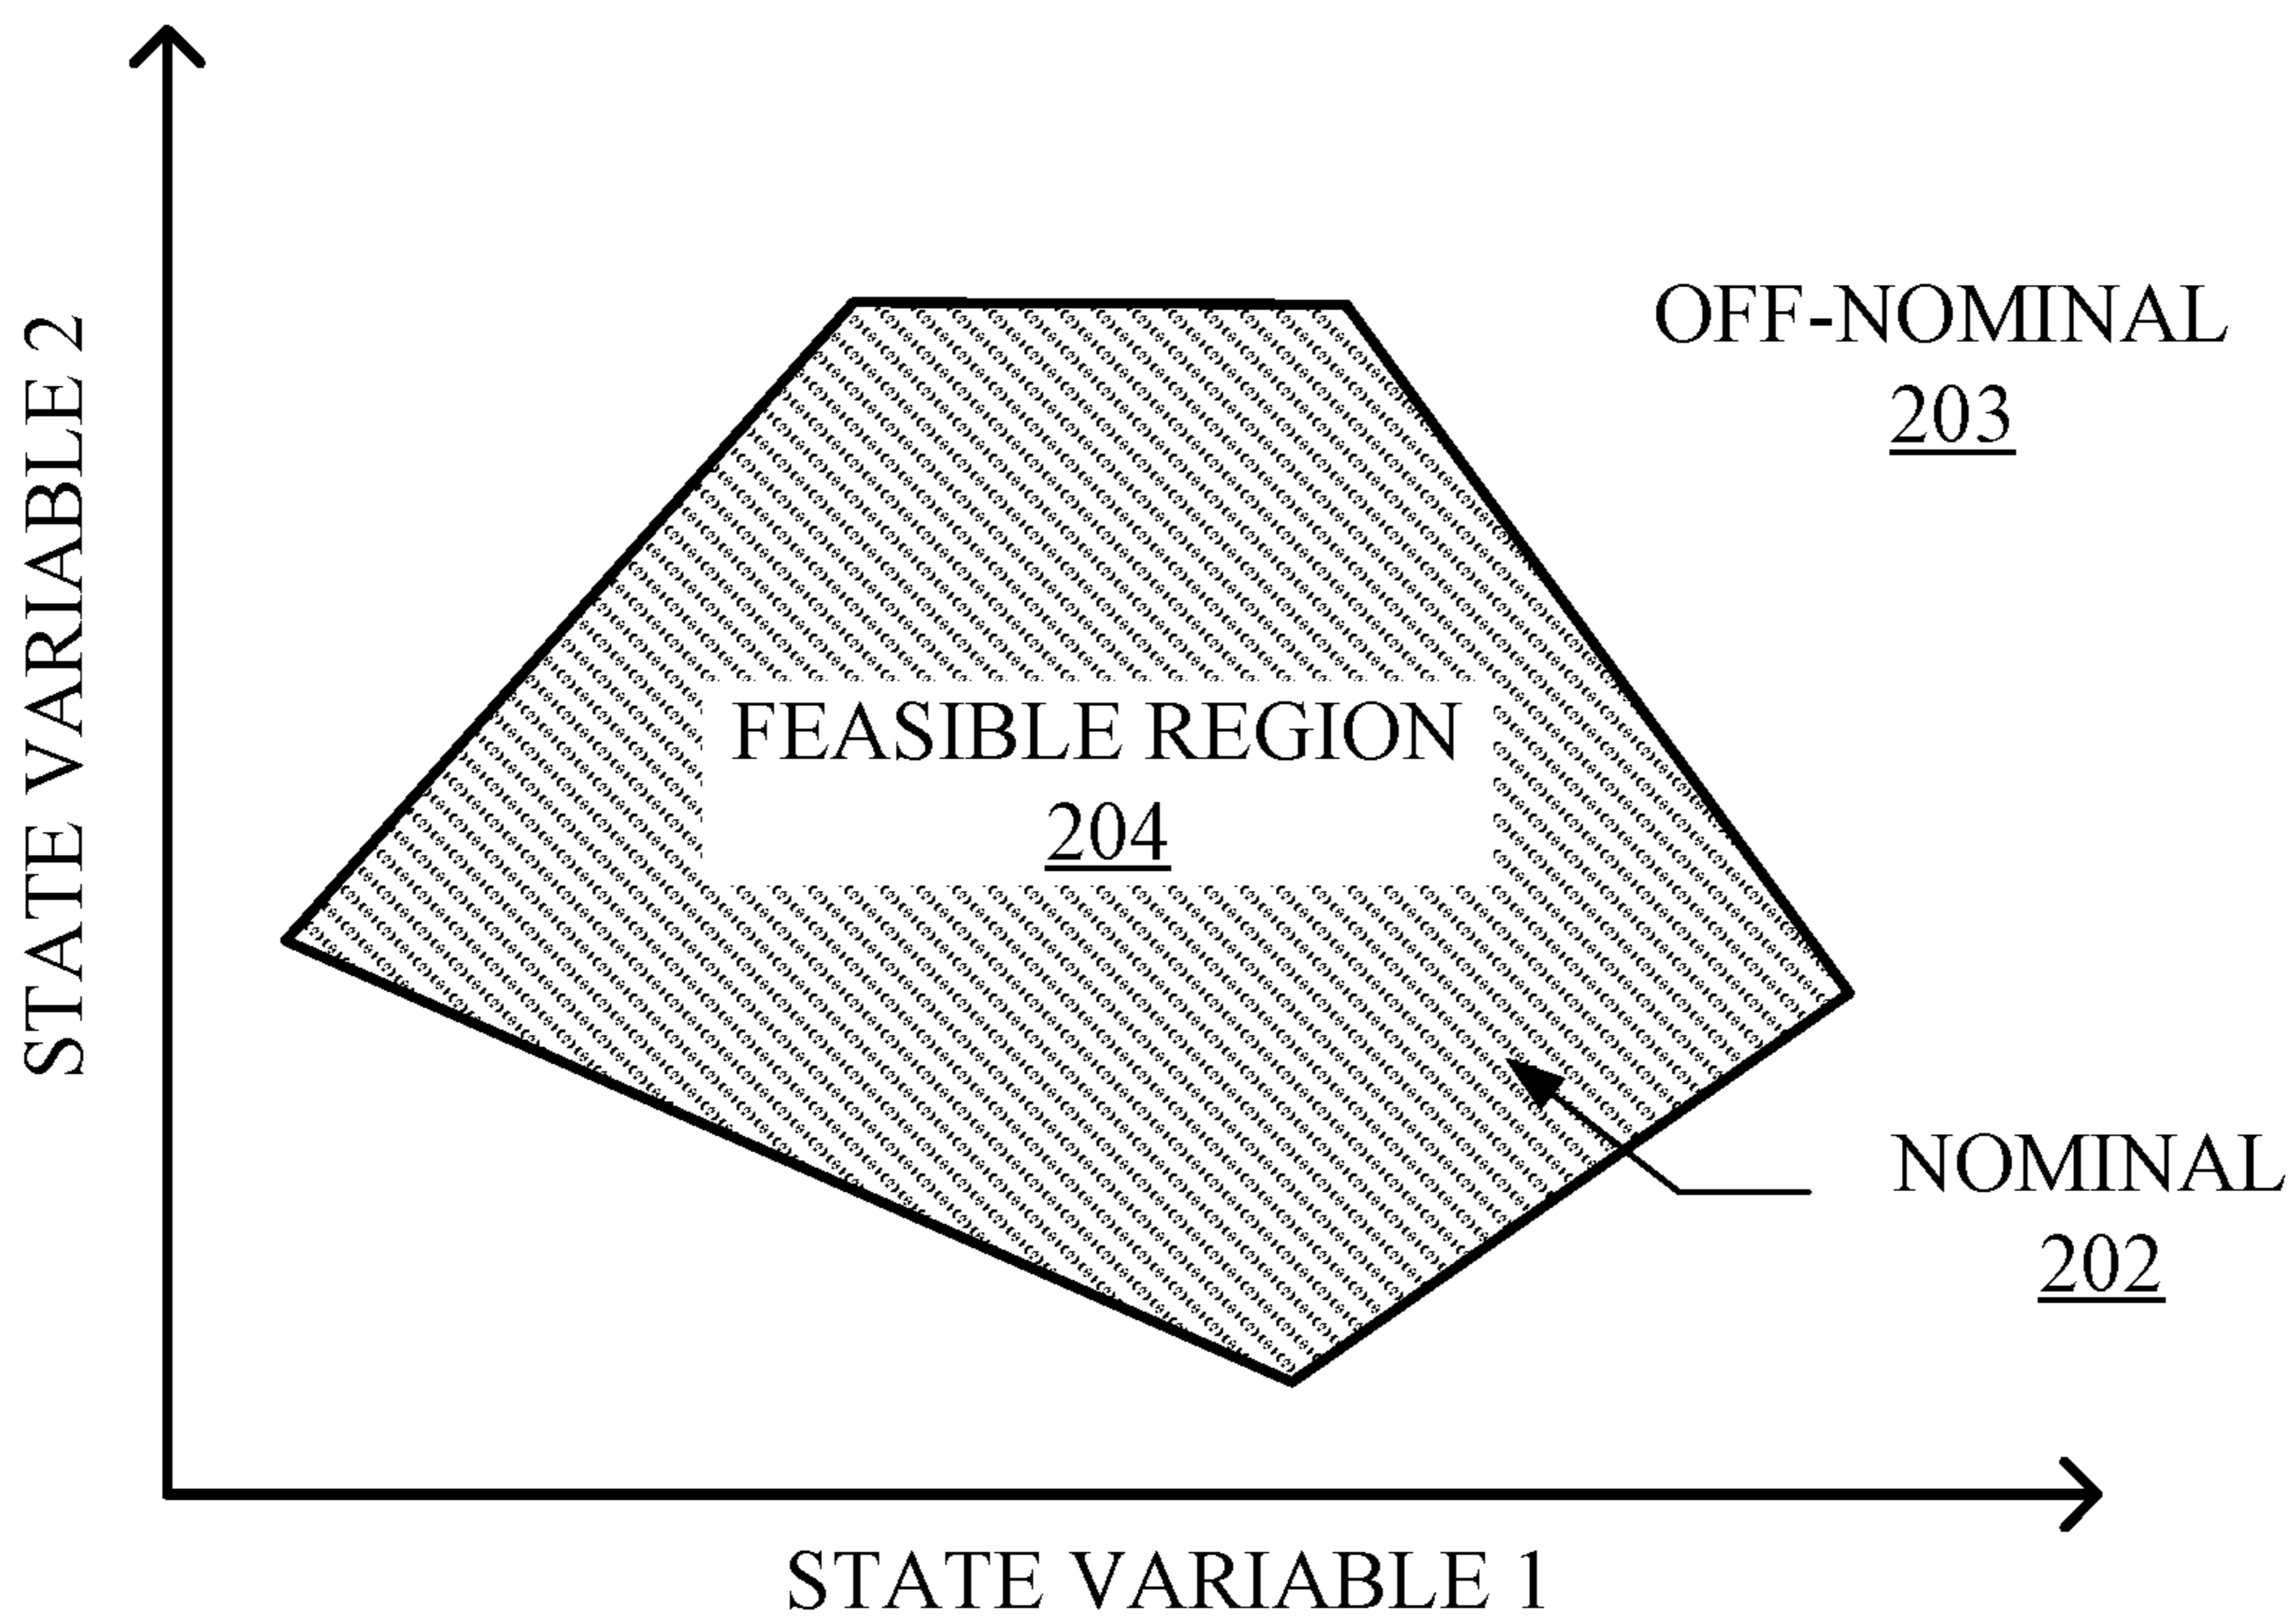 STATE VARIABLE 2
OFF-NOMINAL
203
FEASIBLE REGION
204
NOMINAL
202
STATE VARIABLE 1